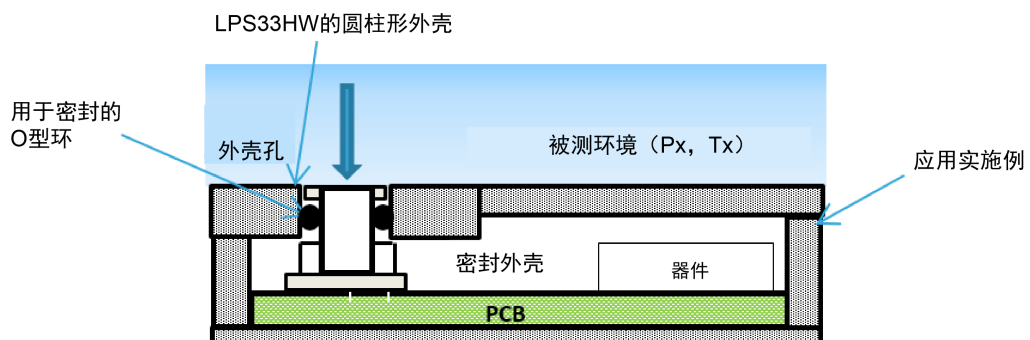 LPS33HW的圆柱形外壳
用于密封的
O型环
外壳孔
被测环境（Px，Tx）
应用实施例
密封外壳
器件
PCB